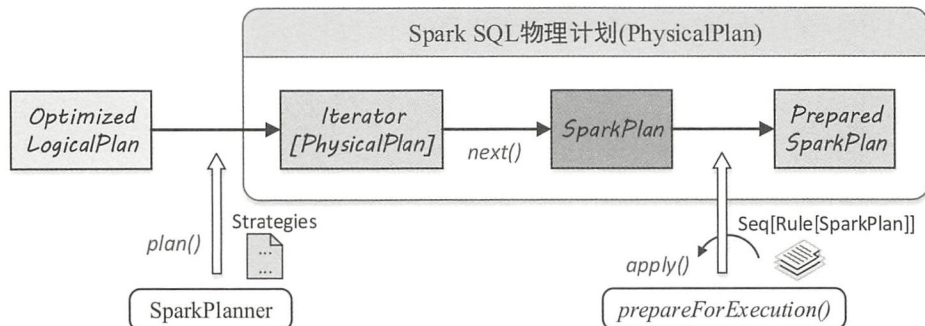 Spark SQL物理计划(PhysicalPlan)
Optimized
LogicalPlan
Iterator
[PhysicalPlan]
next()
SparkPlan
Prepared
SparkPlan
plan()
Strategies
...
...
SparkPlanner
apply()
Seq[Rule[SparkPlan]]
prepareForExecution()